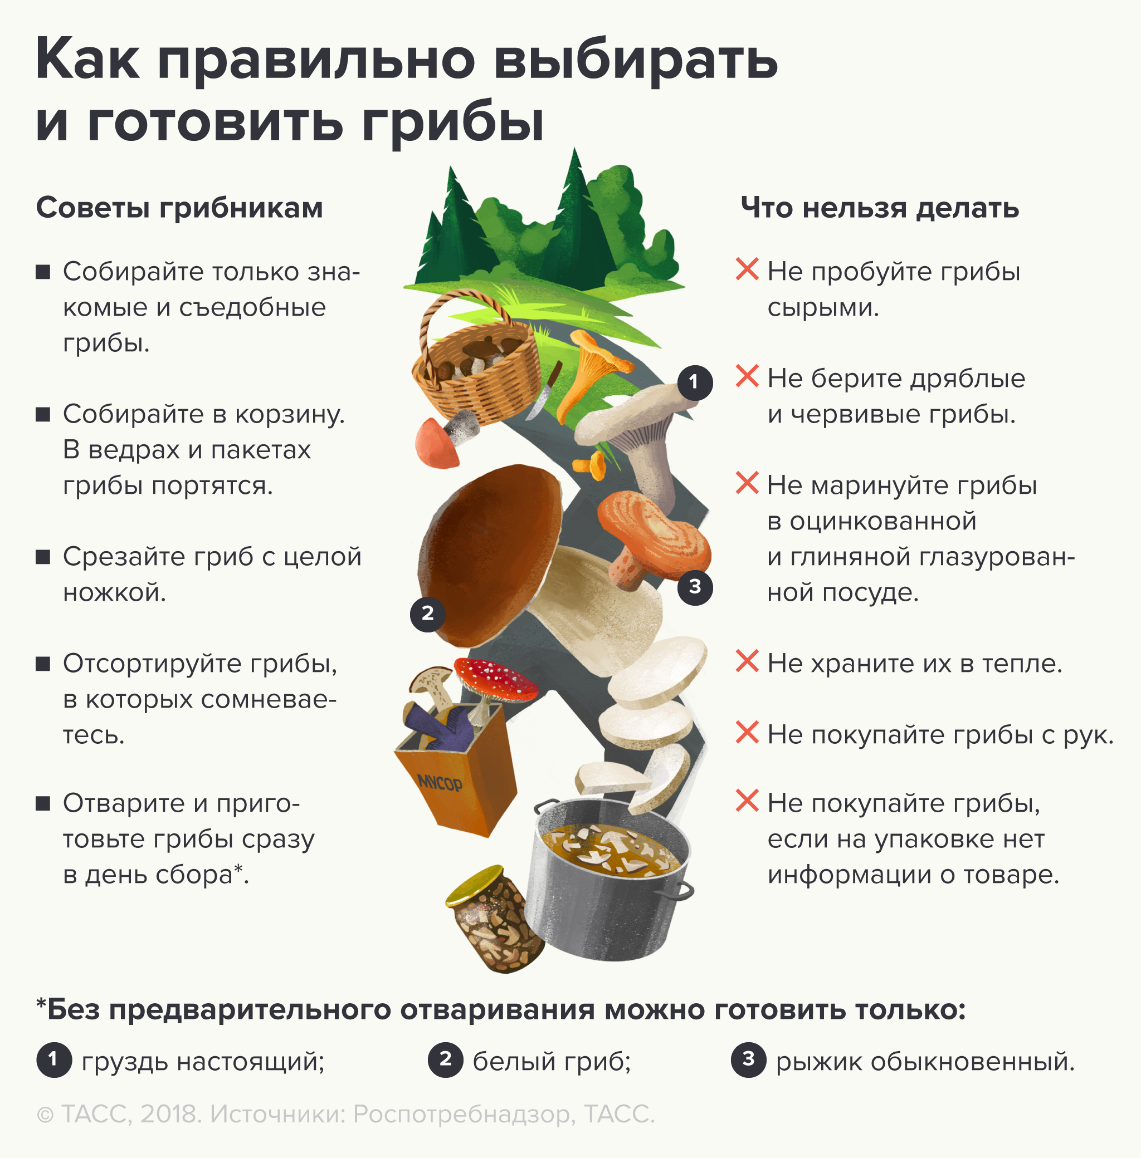 Как правильно выбирать
и готовить грибы
Советы грибникам
■ Собирайте только зна-
комые и съедобные
грибы.
■ Собирайте в корзину.
В ведрах и пакетах
грибы портятся.
■ Срезайте гриб с целой
ножкой.
■ Отсортируйте грибы,
в которых сомневае-
тесь.
■ Отварите и приго-
товьте грибы сразу
в день сбора*.
1
2
3
МУСОР
Что нельзя делать
Не пробуйте грибы
сырыми.
Не берите дряблые
и червивые грибы.
Не маринуйте грибы
в оцинкованной
и глиняной глазурован-
ной посуде.
Не храните их в тепле.
Не покупайте грибы с рук.
Не покупайте грибы,
если на упаковке нет
информации о товаре.
*Без предварительного отваривания можно готовить только:
1 груздь настоящий; 2 белый гриб; 3 рыжик обыкновенный.
© ТАСС, 2018. Источники: Роспотребнадзор, ТАСС.